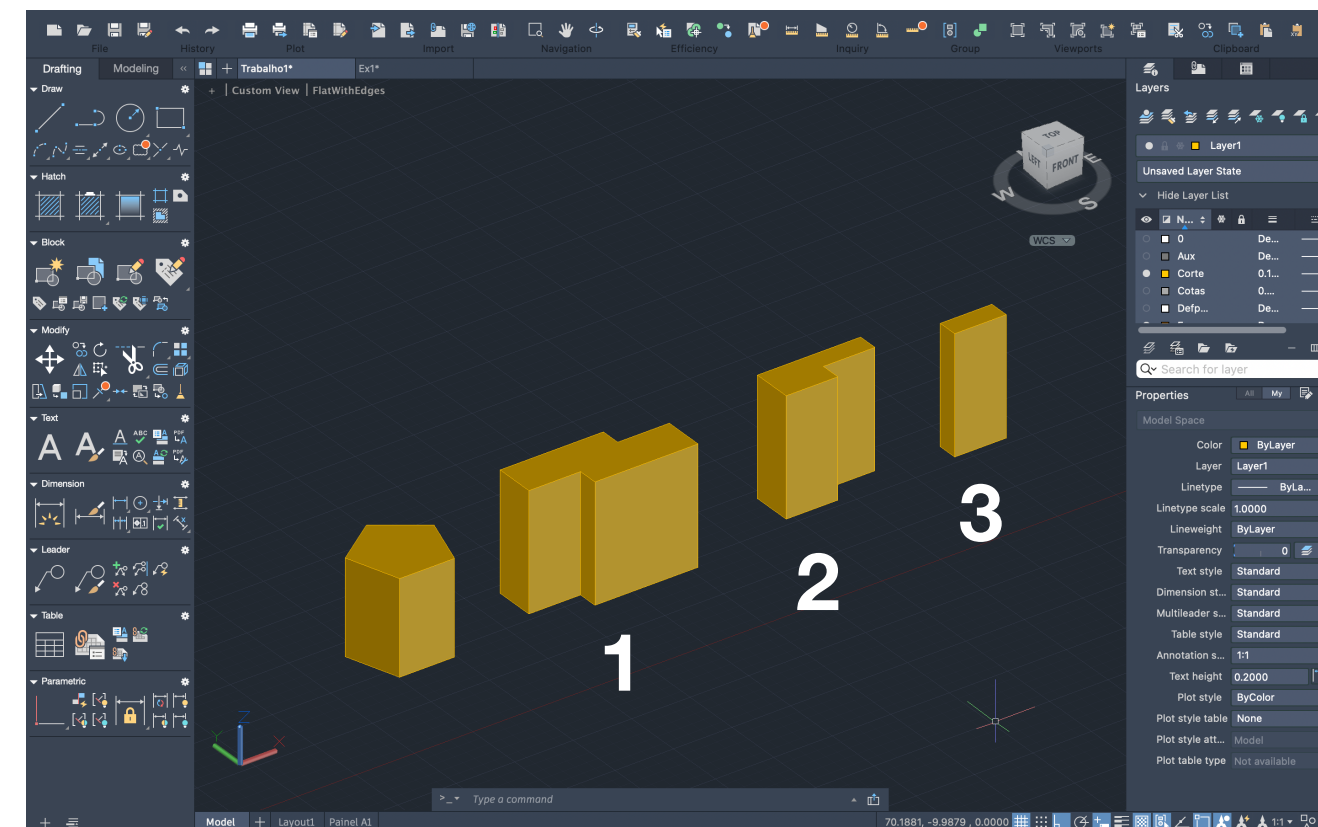 File History Plot Import Navigation Efficiency Inquiry Group Viewports Clipboard
Drafting Modeling
Trabalho1* Ex1*
+ | Custom View | FlatWithEdges
Draw
Hatch
Block
Modify
Text
Dimension
Leader
Table
Parametric
TOP
LEFT FRONT
W S
WCS
1
2
3
Z
Y X
>_ Type a command
Model + Layout1 Painel A1
70.1881, -9.9879 , 0.0000
1:1
Layers
Layer1
Unsaved Layer State
Hide Layer List
N...
0 De...
Aux De...
Corte 0.1...
Cotas 0....
Defp... De...
Search for layer
Properties All My
Model Space
Color ByLayer
Layer Layer1
Linetype ByLa...
Linetype scale 1.0000
Lineweight ByLayer
Transparency 0
Text style Standard
Dimension st... Standard
Multileader s... Standard
Table style Standard
Annotation s... 1:1
Text height 0.2000
Plot style ByColor
Plot style table None
Plot style att... Model
Plot table type Not available